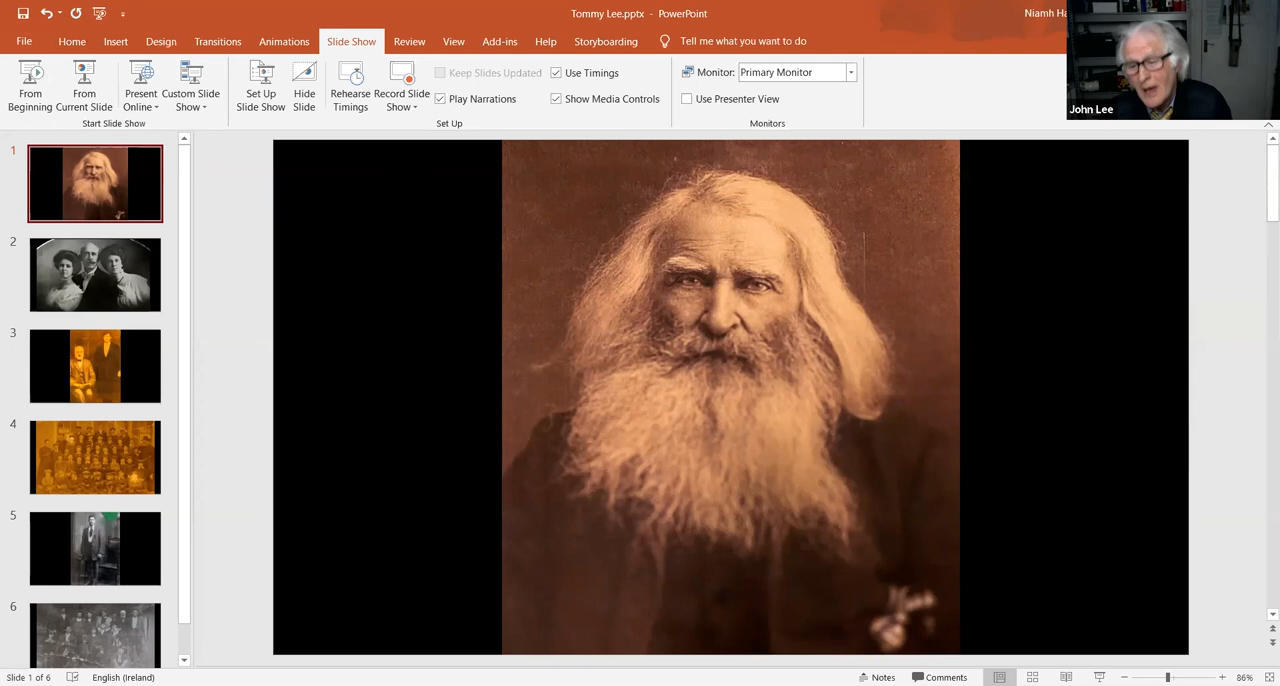 Tommy Lee.pptx - PowerPoint
Niamh Ha
File Home Insert Design Transitions Animations Slide Show Review View Add-ins Help Storyboarding Tell me what you want to do
From Beginning
From Current Slide
Present Online
Custom Slide Show
Start Slide Show
Set Up Slide Show
Hide Slide
Rehearse Timings
Record Slide Show
Keep Slides Updated
Use Timings
Play Narrations
Show Media Controls
Set Up
Monitor: Primary Monitor
Use Presenter View
Monitors
John Lee
1
2
3
4
5
6
Slide 1 of 6 English (Ireland) Notes Comments 86%